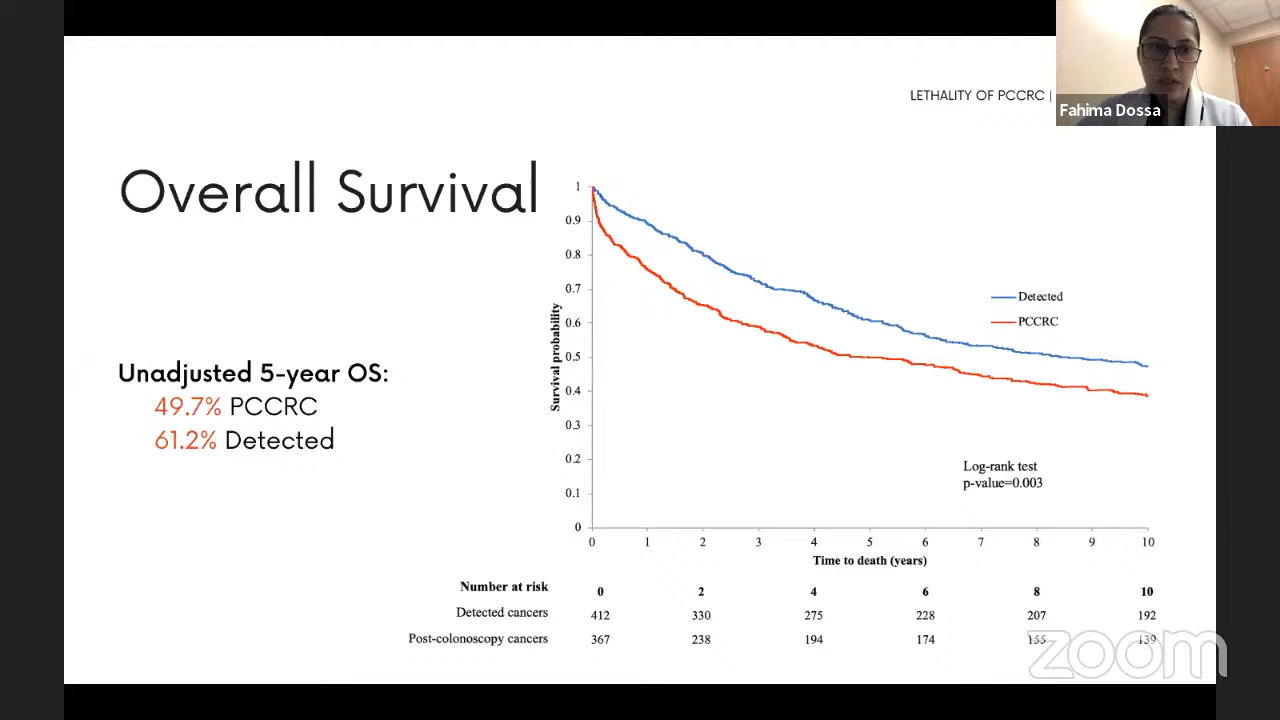 LETHALITY OF PCCRC |
Fahima Dossa
Overall Survival
Unadjusted 5-year OS:
49.7% PCCRC
61.2% Detected
1
0.9
0.8
0.7
0.6
0.5
0.4
0.3
0.2
0.1
0
Survival probability
Detected
PCCRC
Log-rank test
p-value=0.003
0 1 2 3 4 5 6 7 8 9 10
Time to death (years)
Number at risk 0 2 4 6 8 10
Detected cancers 412 330 275 228 207 192
Post-colonoscopy cancers 367 238 194 174 155 139
zoom